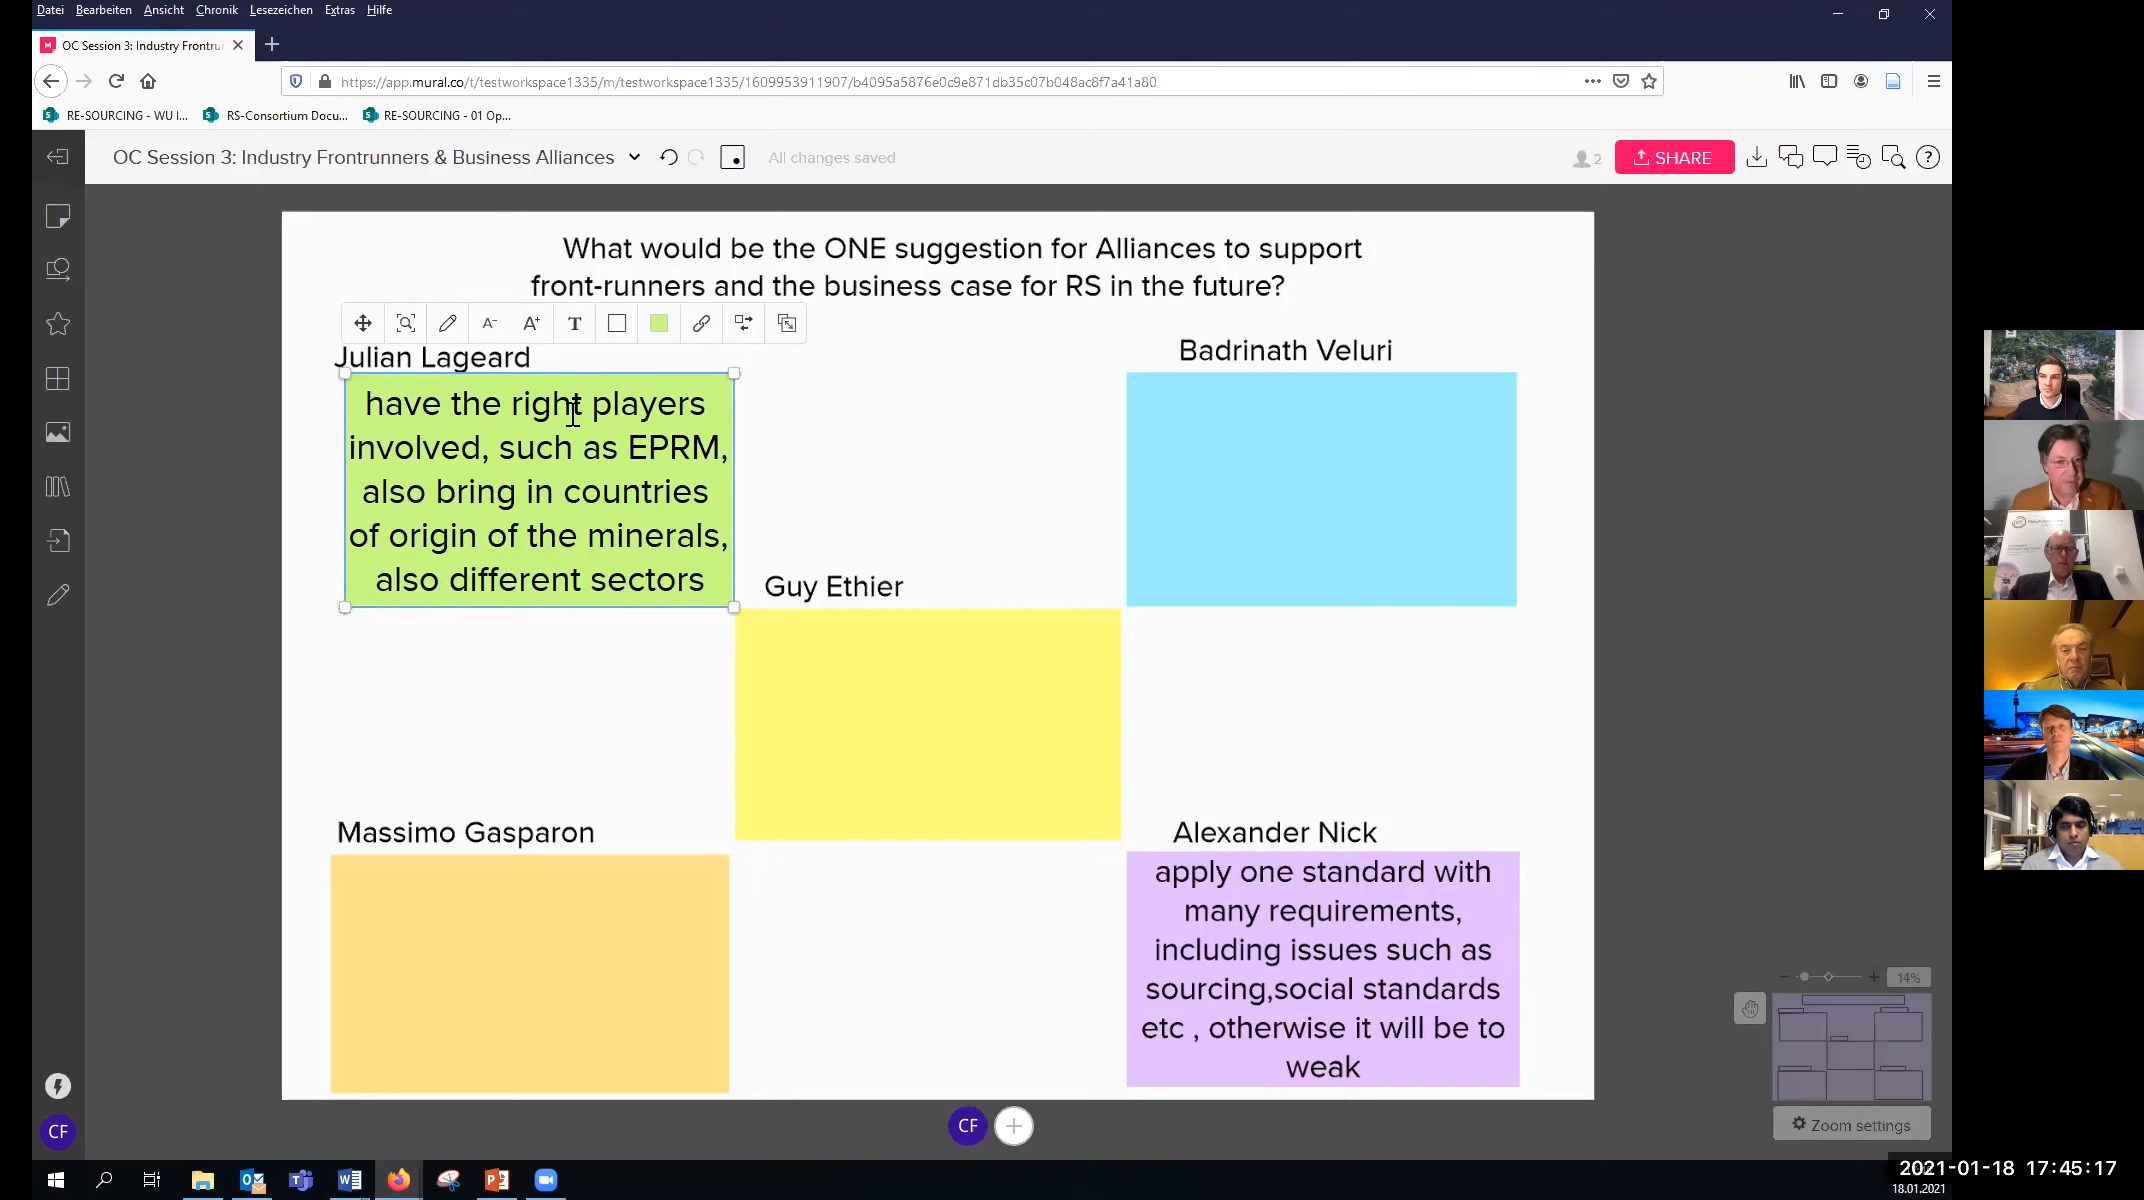 Datei Bearbeiten Ansicht Chronik Lesezeichen Extras Hilfe
OC Session 3: Industry Frontru
https://app.mural.co/t/testworkspace1335/m/testworkspace1335/1609953911907/b4095a5876e0c9e871db35c07b048ac8f7a41a80
RE-SOURCING - WU I... RS-Consortium Docu... RE-SOURCING - 01 Op...
OC Session 3: Industry Frontrunners & Business Alliances All changes saved 2 SHARE
What would be the ONE suggestion for Alliances to support
front-runners and the business case for RS in the future?
A- A+ T
Julian Lageard
have the right players
involved, such as EPRM,
also bring in countries
of origin of the minerals,
also different sectors
Badrinath Veluri
Guy Ethier
Massimo Gasparon
Alexander Nick
apply one standard with
many requirements,
including issues such as
sourcing,social standards
etc , otherwise it will be to
weak
14%
Zoom settings
CF
CF
2021-01-18 17:45:17
18.01.2021